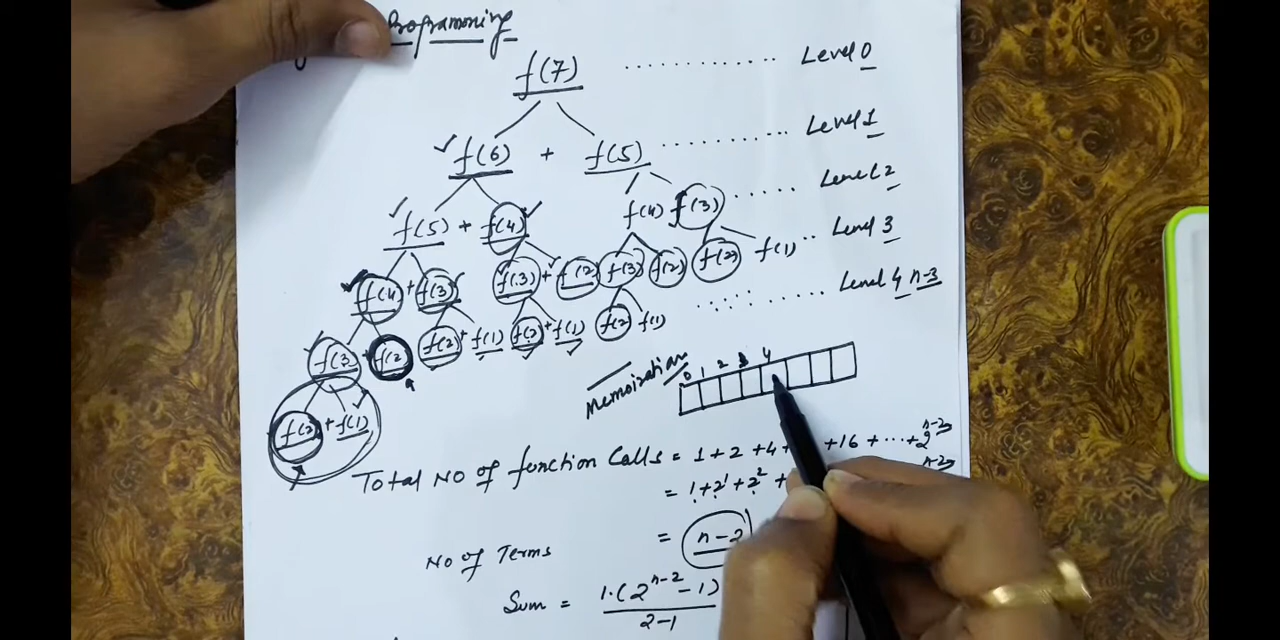 Programming
f(7) ............ Level 0
f(6) + f(5) ............ Level 1
f(5) + f(4) f(4) f(3) ...... Level 2
f(4) + f(3) f(3) + f(2) f(3) f(2) f(2) f(1) .. Level 3
f(3) + f(2) f(2) + f(1) f(2) + f(1) f(2) f(1) ...... Level 4 n-3
f(2) + f(1)
Memoization
0 1 2 3 4
Total No of function Calls = 1 + 2 + 4 + + 16 + ... + 2^n-2
= 1 + 2^1 + 2^2 + n-2
No of Terms = n-2
Sum = 1.(2^n-2 - 1) / 2-1